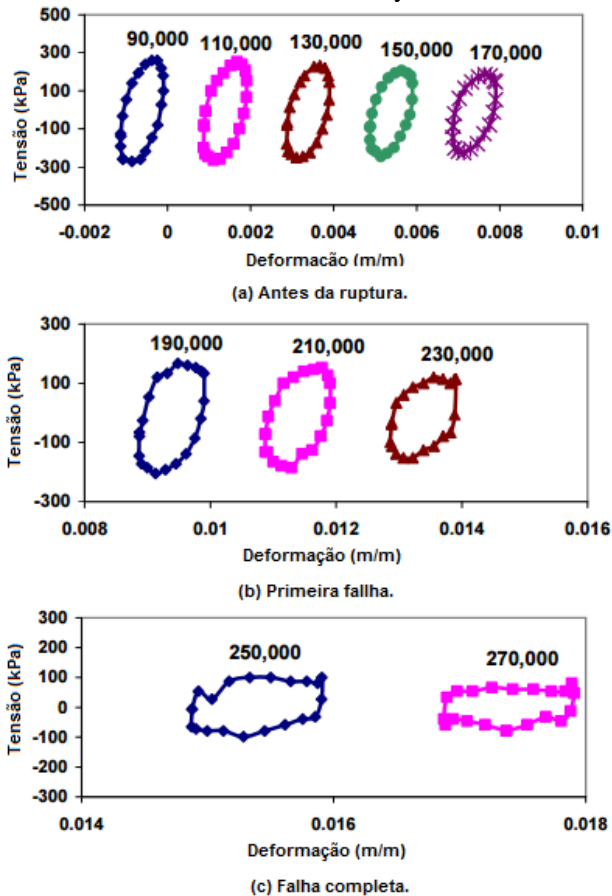 500
300
100
-100
-300
-500
Tensão (kPa)
90,000 110,000 130,000 150,000 170,000
-0.002 0 0.002 0.004 0.006 0.008 0.01
Deformação (m/m)
(a) Antes da ruptura.
300
100
-100
-300
Tensão (kPa)
190,000 210,000 230,000
0.008 0.01 0.012 0.014 0.016
Deformação (m/m)
(b) Primeira fallha.
300
200
100
0
-100
-200
-300
Tensão (kPa)
250,000 270,000
0.014 0.016 0.018
Deformação (m/m)
(c) Falha completa.